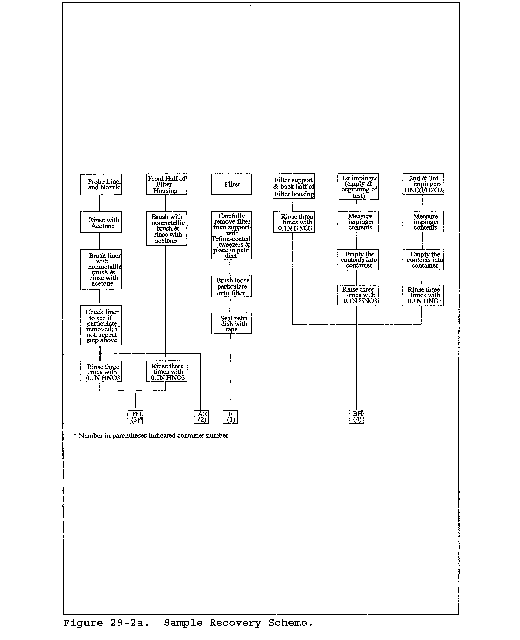 Probe Liner
and Nozzle
Front Half of
Filter
Housing
Filter
Filter support
& back half of
Filter housing
1st impinger
(empty at
beginning of
test)
2nd & 3rd
impingers
HNO3/H2O2
Rinse with
Acetone
Brush with
nonmetallic
brush &
rinse with
acetone
Carefully
remove filter
from support
with
Teflon-coated
tweezers &
place in petri
dish
Rinse three
times with
0.1N HNO3
Measure
impinger
contents
Measure
impinger
contents
Brush liner
with
nonmetallic
brush &
rinse with
acetone
Brush loose
particulate
onto filter
Empty the
contents into
container
Empty the
contents into
container
Check liner
to see if
particulate
removed; if
not repeat
step above
Seal petri
dish with
tape
Rinse three
times with
0.1N HNO3
Rinse three
times with
0.1N HNO3
Rinse three
times with
0.1N HNO3
Rinse three
times with
0.1N HNO3
(3)*
AR
(2)
F
(1)
BH
(4)
* Number in parentheses indicated container number
Figure 29-2a. Sample Recovery Scheme.